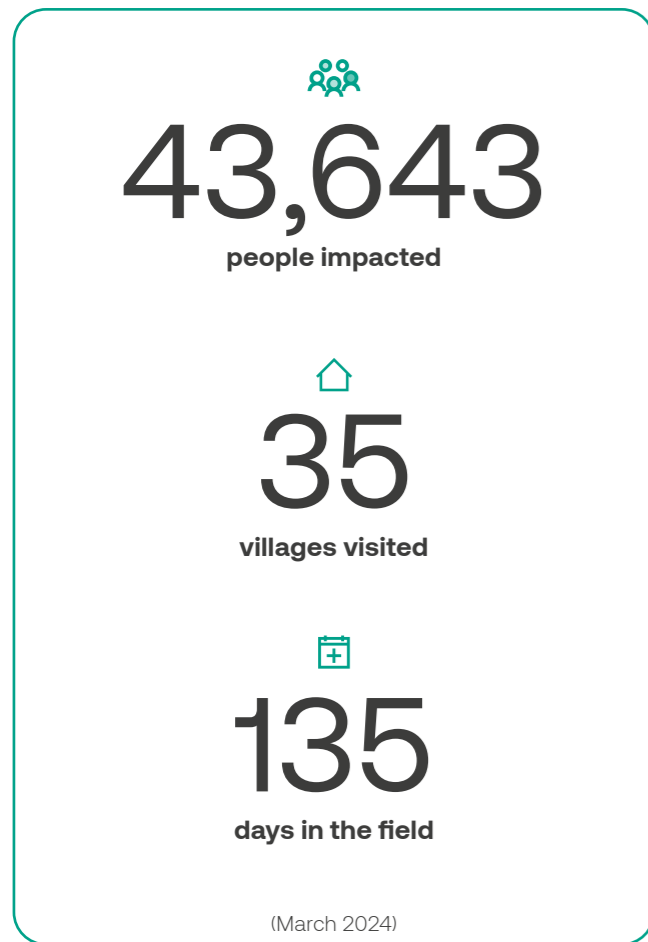 43,643
people impacted
35
villages visited
135
days in the field
(March 2024)